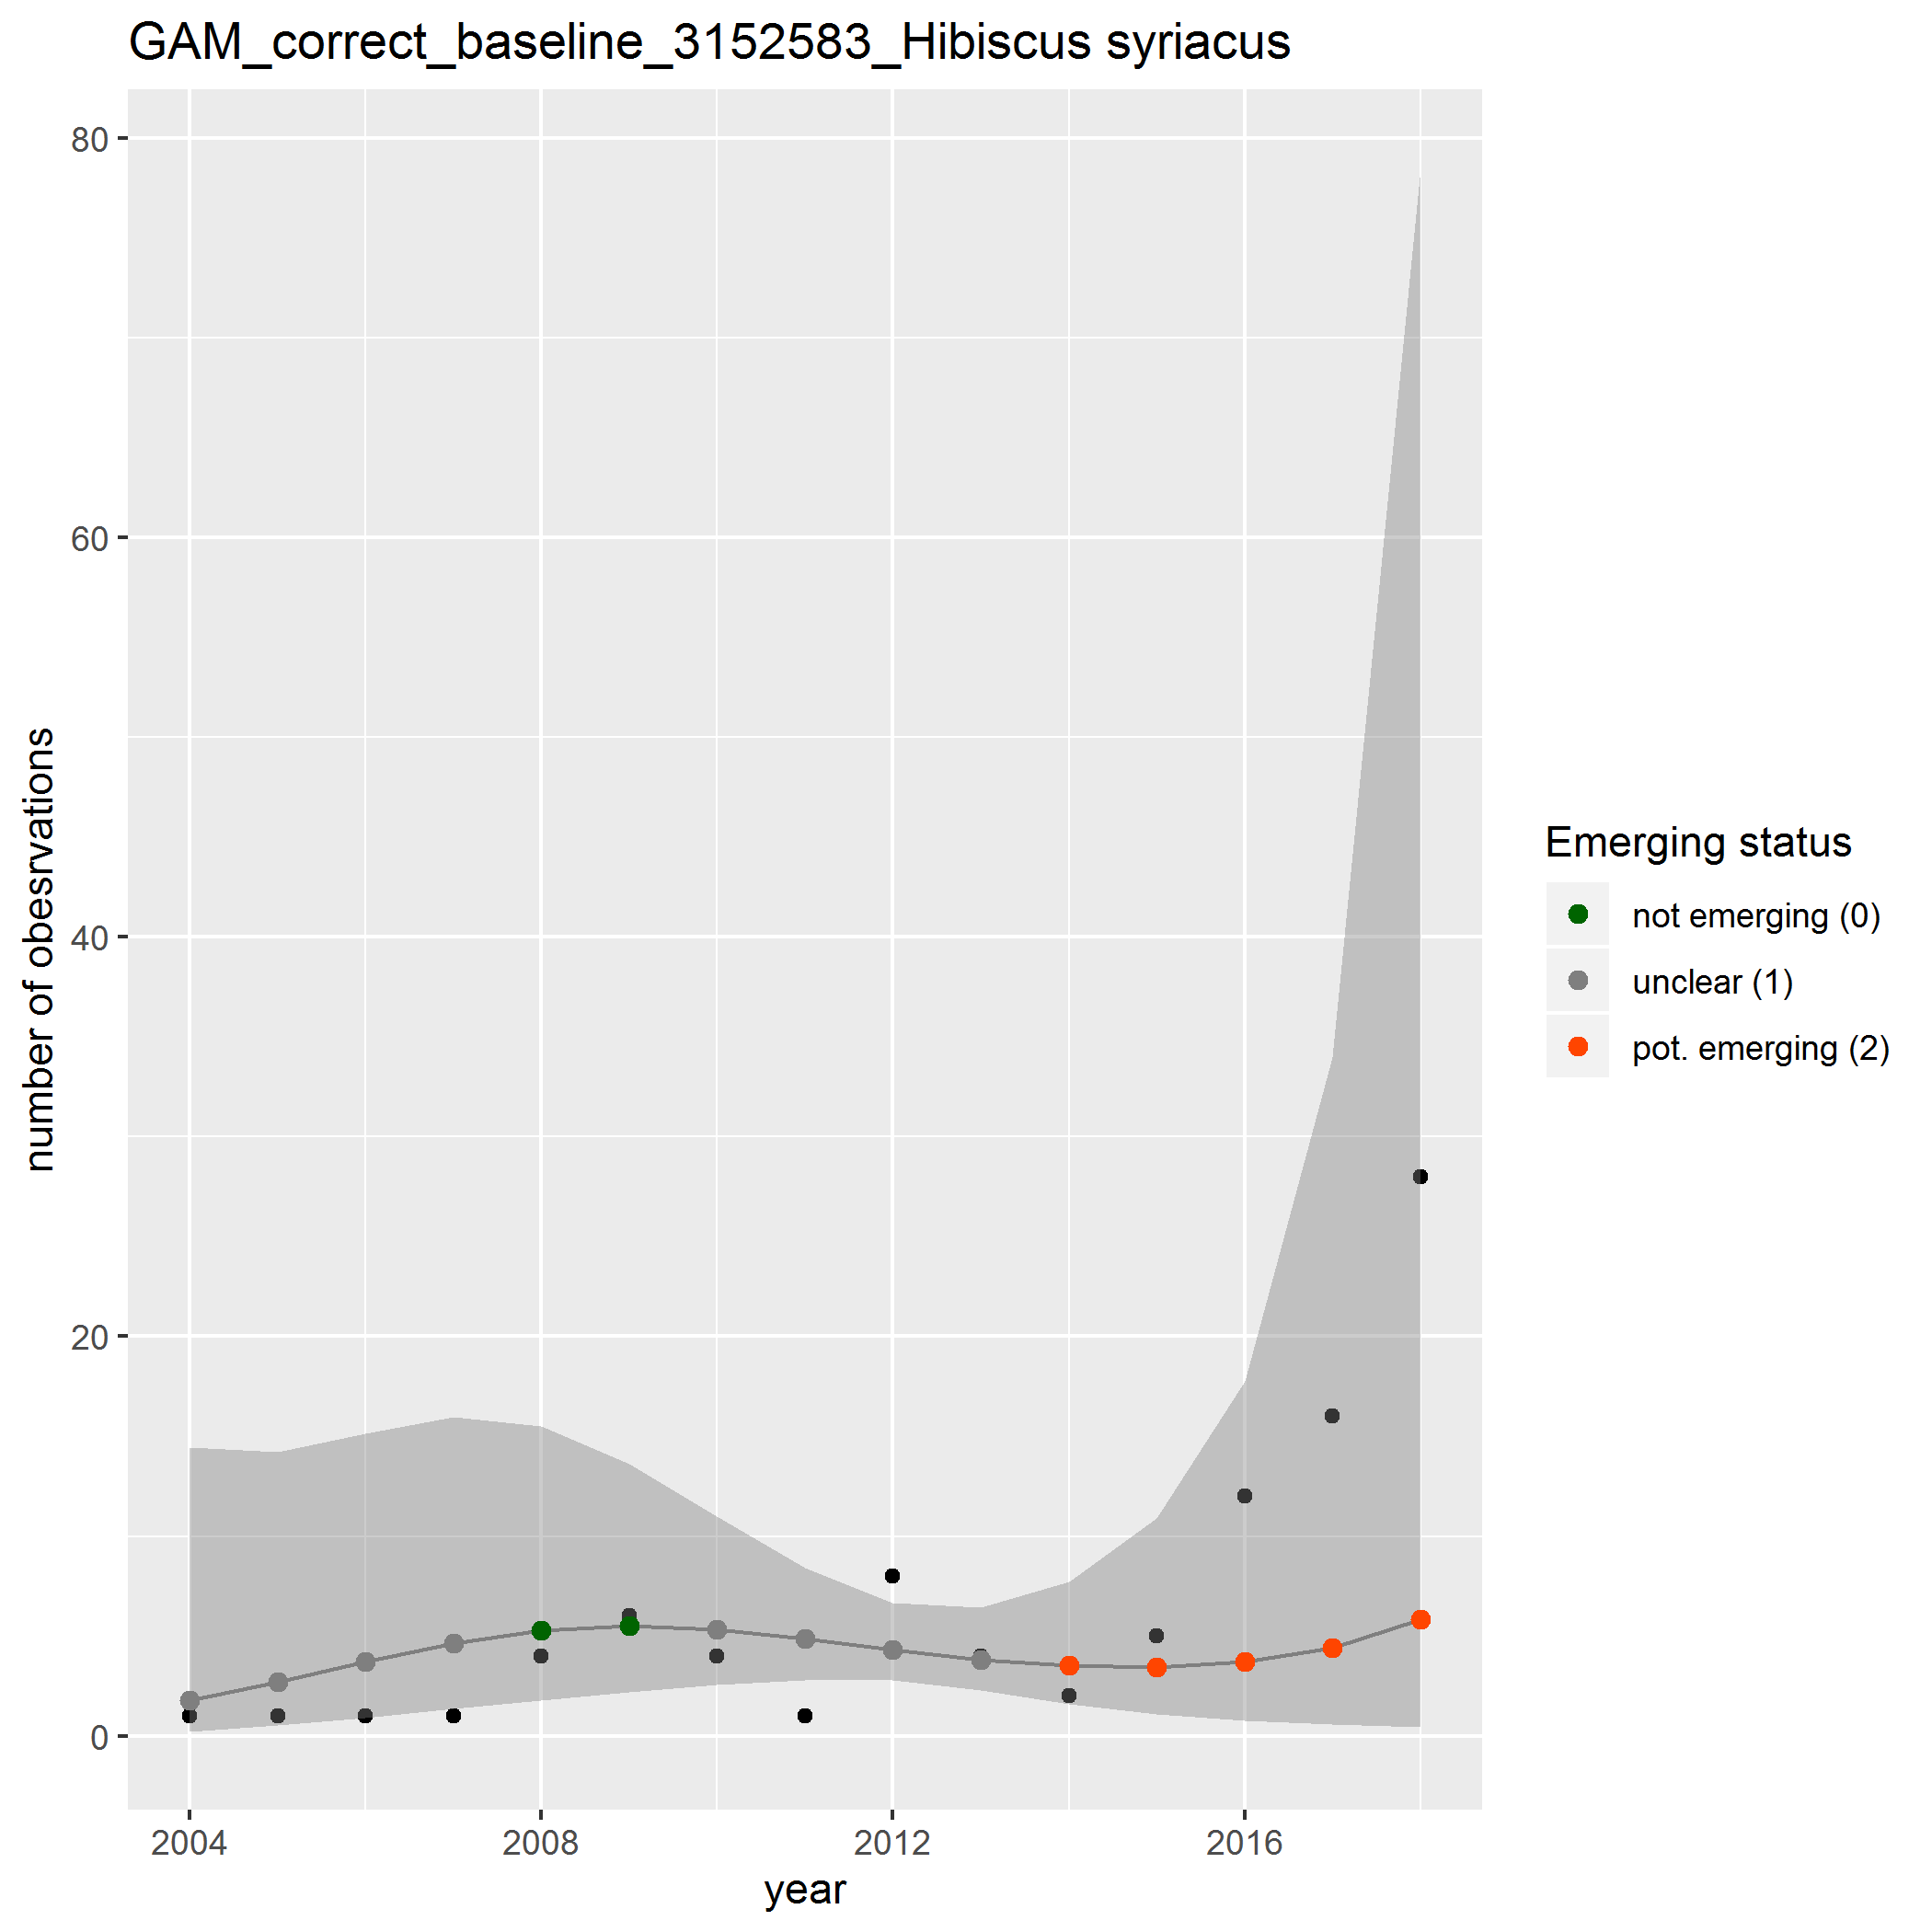 GAM_correct_baseline_3152583_Hibiscus syriacus
80
60
40
20
0
number of obesrvations
2004
2008
2012
2016
year
Emerging status
not emerging (0)
unclear (1)
pot. emerging (2)